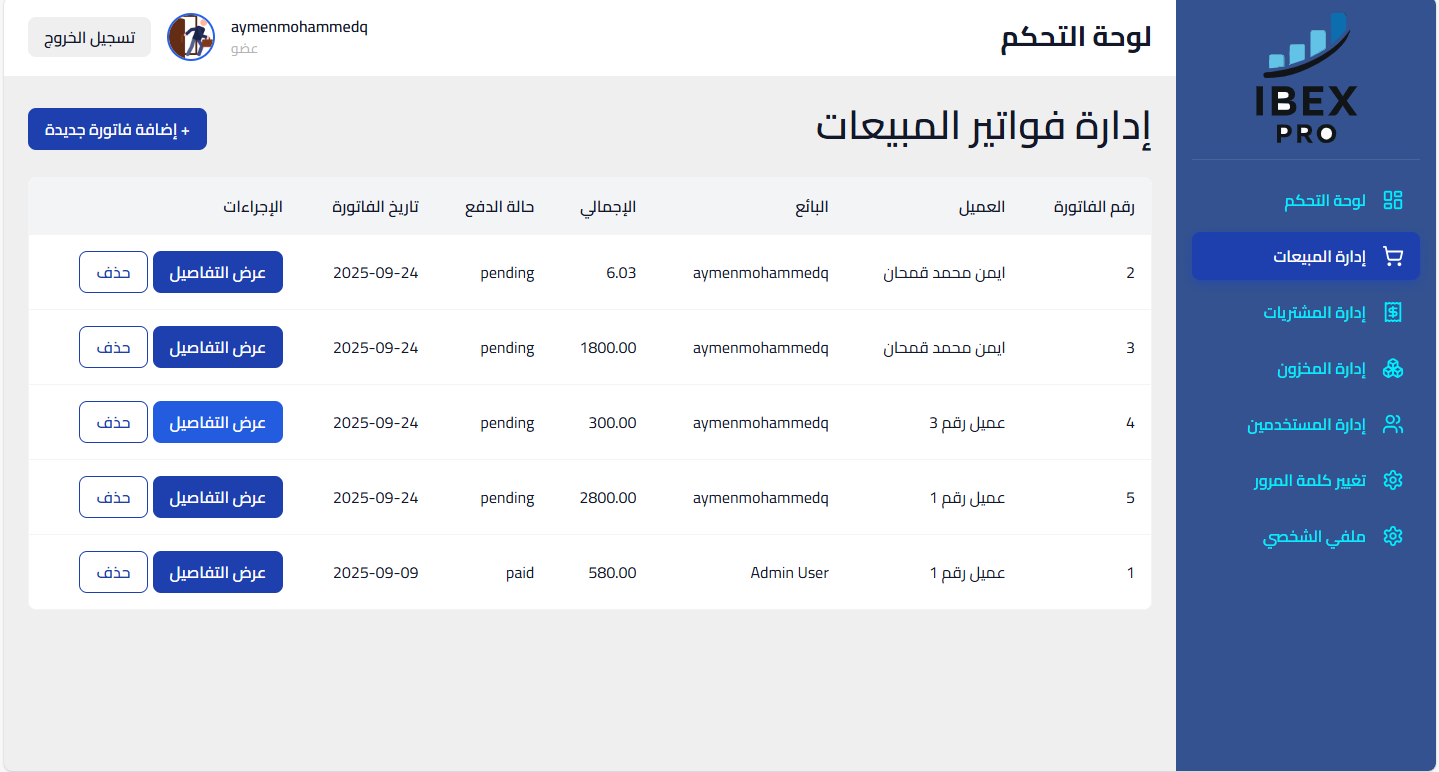 IBEX
PRO
لوحة التحكم
إدارة المبيعات
إدارة المشتريات
إدارة المخزون
إدارة المستخدمين
تغيير كلمة المرور
ملفي الشخصي
لوحة التحكم
aymenmohammedq
عضو
تسجيل الخروج
إدارة فواتير المبيعات
+ إضافة فاتورة جديدة
رقم الفاتورة العميل البائع الإجمالي حالة الدفع تاريخ الفاتورة الإجراءات
2 ايمن محمد قمحان aymenmohammedq 6.03 pending 2025-09-24 عرض التفاصيل حذف
3 ايمن محمد قمحان aymenmohammedq 1800.00 pending 2025-09-24 عرض التفاصيل حذف
4 عميل رقم 3 aymenmohammedq 300.00 pending 2025-09-24 عرض التفاصيل حذف
5 عميل رقم 1 aymenmohammedq 2800.00 pending 2025-09-24 عرض التفاصيل حذف
1 عميل رقم 1 Admin User 580.00 paid 2025-09-09 عرض التفاصيل حذف